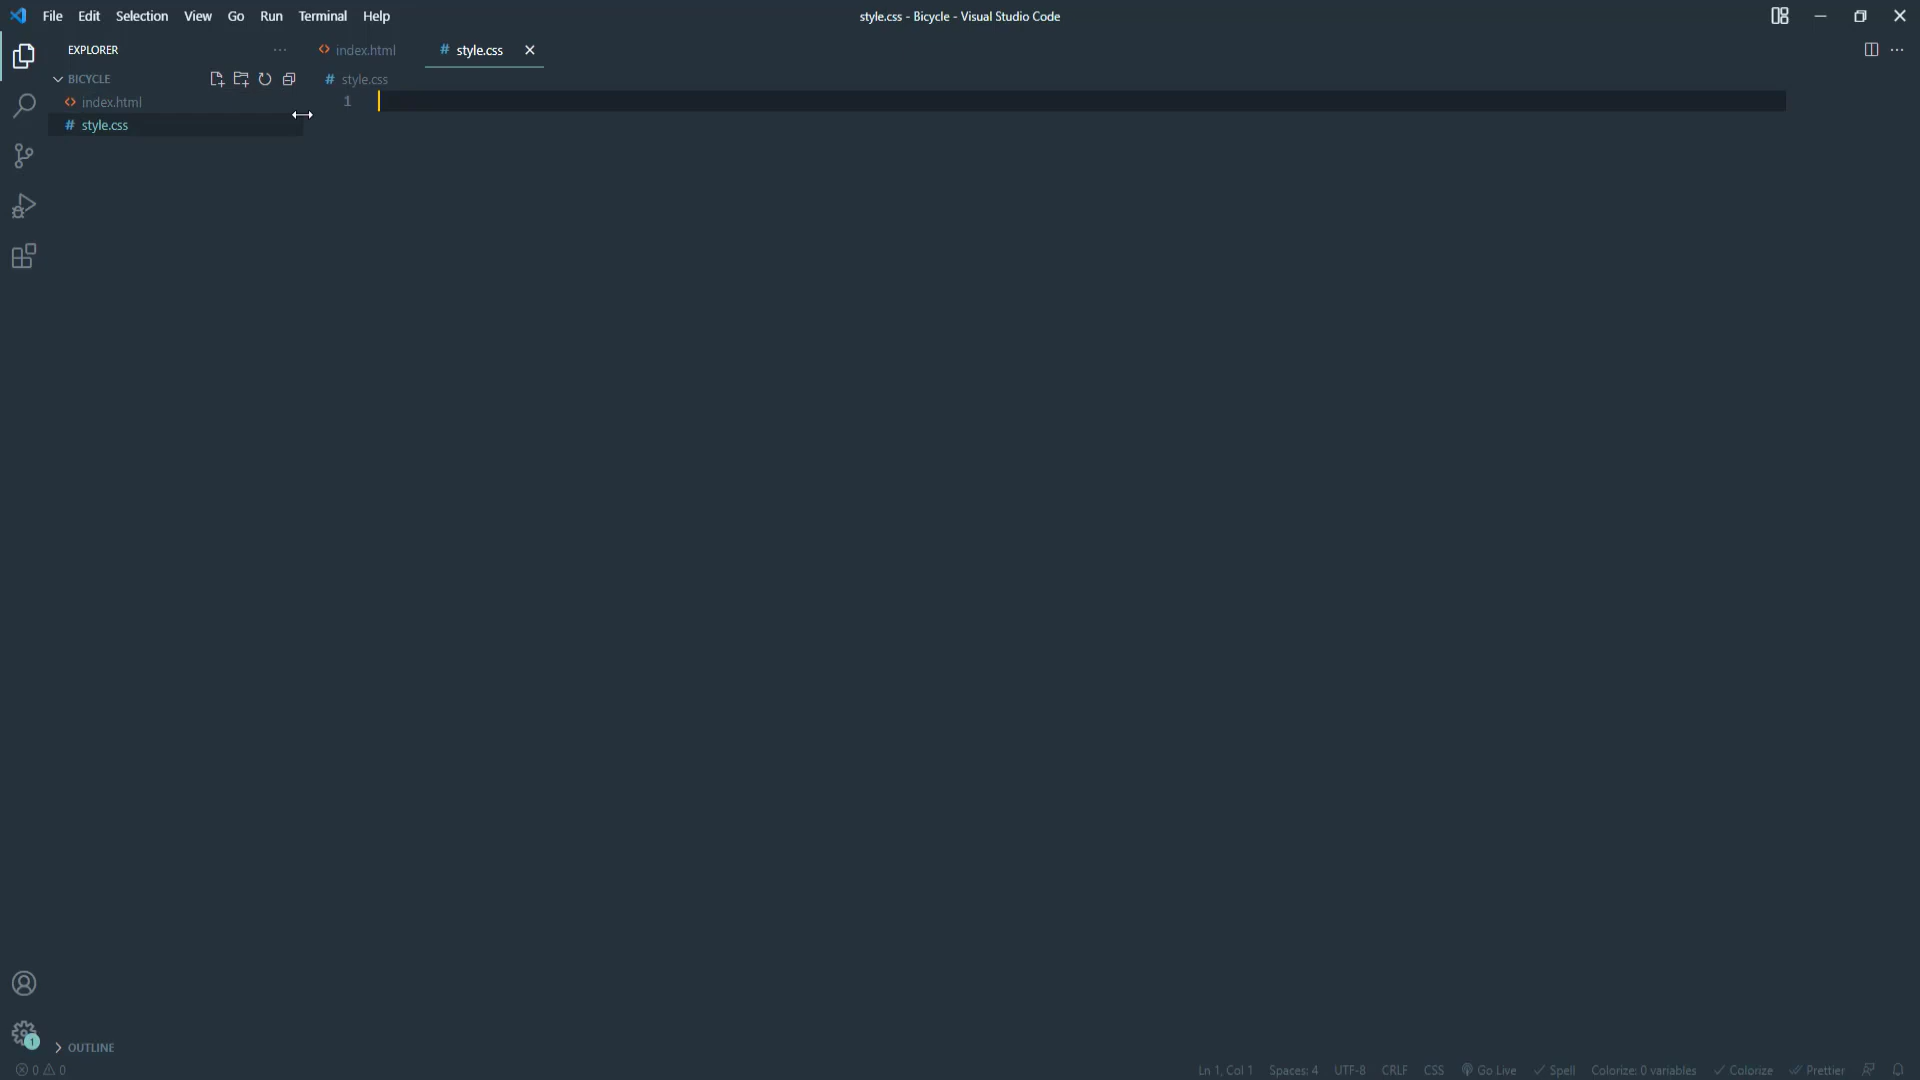 File Edit Selection View Go Run Terminal Help
style.css - Bicycle - Visual Studio Code
EXPLORER
index.html
# style.css
BICYCLE
# style.css
index.html
# style.css
1
1
OUTLINE
0 0
Ln 1, Col 1 Spaces: 4 UTF-8 CRLF CSS Go Live Spell Colorize: 0 variables Colorize Prettier